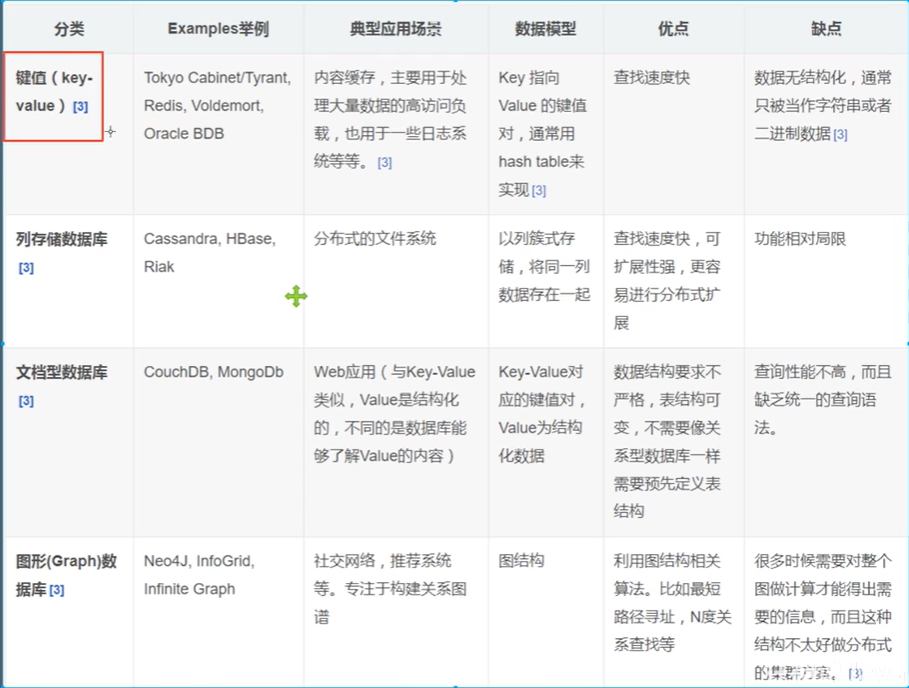 分类
Examples举例
典型应用场景
数据模型
优点
缺点
键值（key-
value）[3]
Tokyo Cabinet/Tyrant,
Redis, Voldemort,
Oracle BDB
内容缓存，主要用于处
理大量数据的高访问负
载，也用于一些日志系
统等等。[3]
Key 指向
Value 的键值
对，通常用
hash table来
实现[3]
查找速度快
数据无结构化，通常
只被当作字符串或者
二进制数据[3]
列存储数据库
[3]
Cassandra, HBase,
Riak
分布式的文件系统
以列簇式存
储，将同一列
数据存在一起
查找速度快，可
扩展性强，更容
易进行分布式扩
展
功能相对局限
文档型数据库
[3]
CouchDB, MongoDb
Web应用（与Key-Value
类似，Value是结构化
的，不同的是数据库能
够了解Value的内容）
Key-Value对
应的键值对，
Value为结构
化数据
数据结构要求不
严格，表结构可
变，不需要像关
系型数据库一样
需要预先定义表
结构
查询性能不高，而且
缺乏统一的查询语
法。
图形(Graph)数
据库[3]
Neo4J, InfoGrid,
Infinite Graph
社交网络，推荐系统
等。专注于构建关系图
谱
图结构
利用图结构相关
算法。比如最短
路径寻址，N度关
系查找等
很多时候需要对整个
图做计算才能得出需
要的信息，而且这种
结构不太好做分布式
的集群方案。[3]